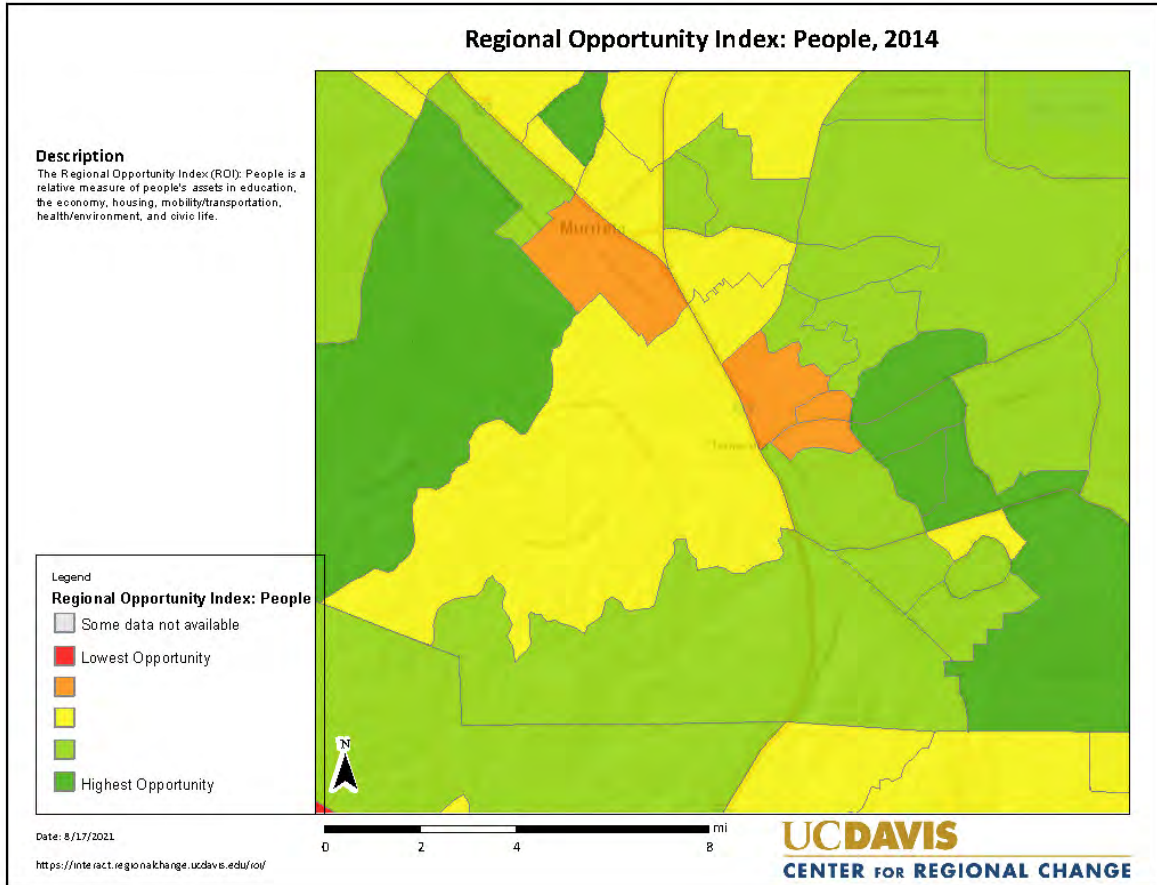 Regional Opportunity Index: People, 2014
Description
The Regional Opportunity Index (ROI): People is a
relative measure of people's assets in education,
the economy, housing, mobility/transportation,
health/environment, and civic life.
Murrieta
Legend
Regional Opportunity Index: People
Some data not available
Lowest Opportunity
Highest Opportunity
N
Date: 8/17/2021
https://interact.regionalchange.ucdavis.edu/roi/
0 2 4 8 mi
UCDAVIS
CENTER FOR REGIONAL CHANGE